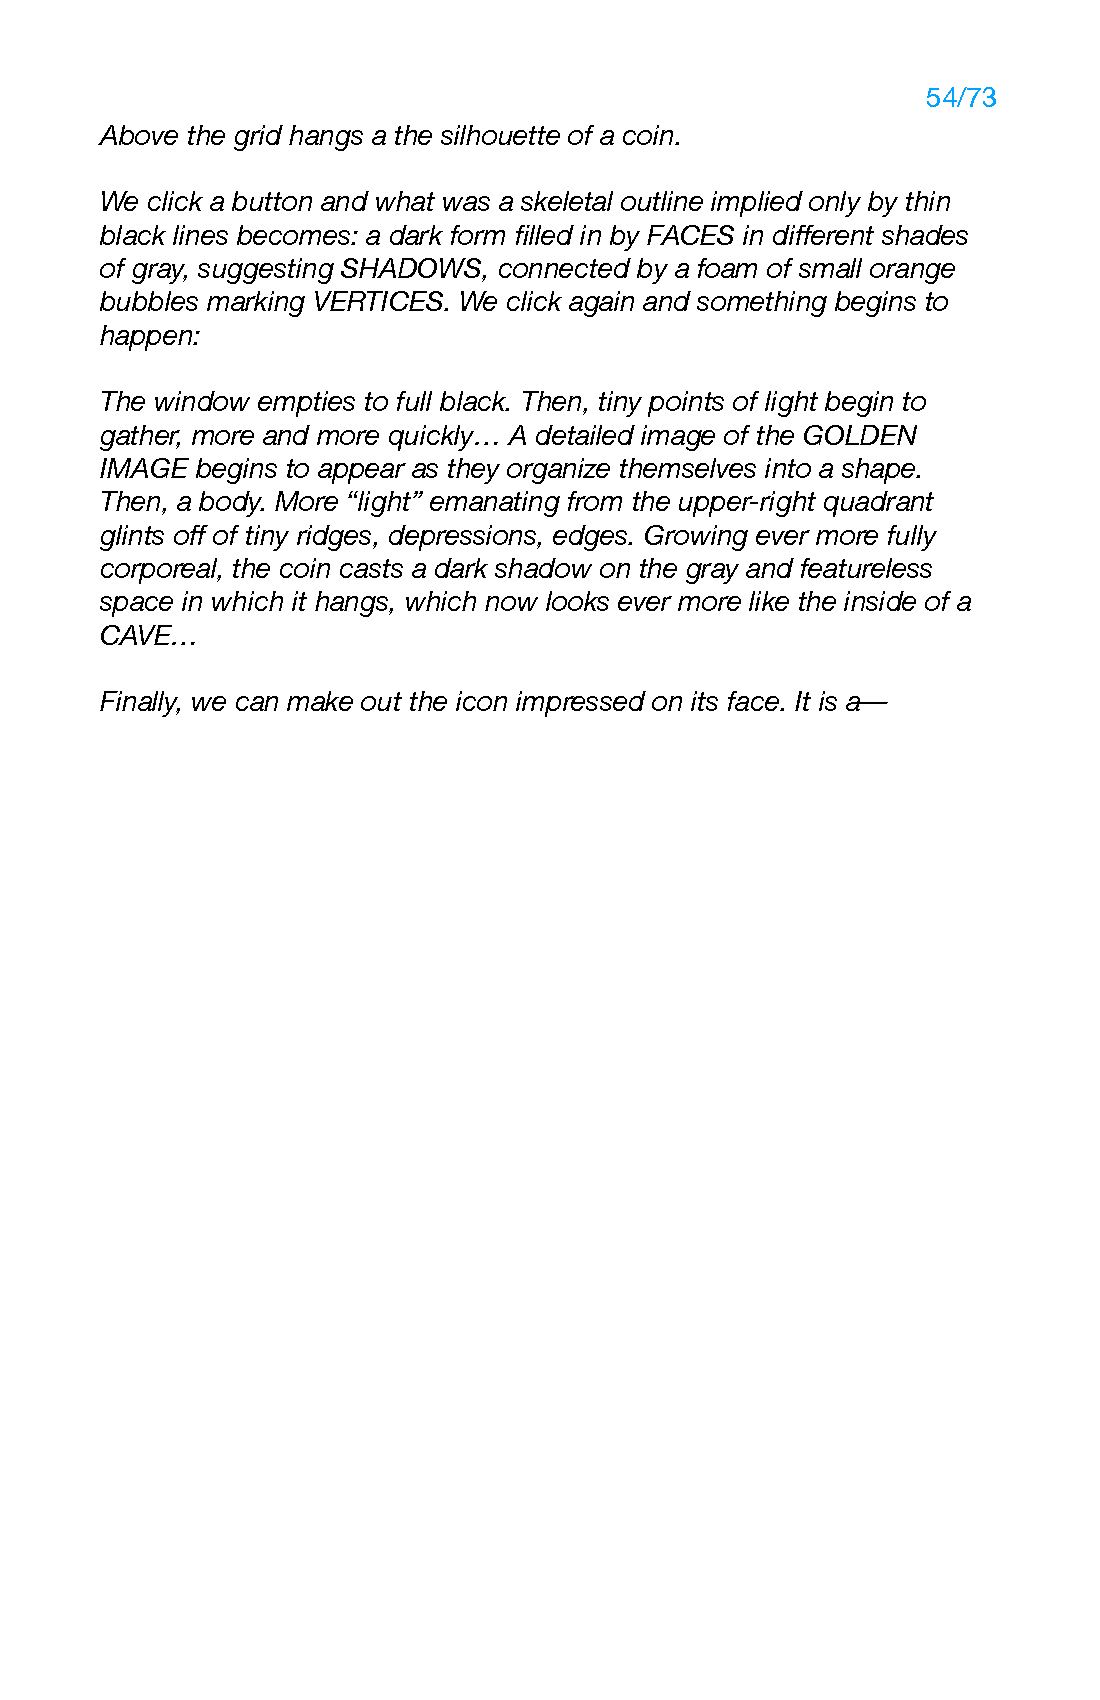 54/73
Above the grid hangs a the silhouette of a coin.
We click a button and what was a skeletal outline implied only by thin
black lines becomes: a dark form filled in by FACES in different shades
of gray, suggesting SHADOWS, connected by a foam of small orange
bubbles marking VERTICES. We click again and something begins to
happen:
The window empties to full black. Then, tiny points of light begin to
gather, more and more quickly… A detailed image of the GOLDEN
IMAGE begins to appear as they organize themselves into a shape.
Then, a body. More “light” emanating from the upper-right quadrant
glints off of tiny ridges, depressions, edges. Growing ever more fully
corporeal, the coin casts a dark shadow on the gray and featureless
space in which it hangs, which now looks ever more like the inside of a
CAVE…
Finally, we can make out the icon impressed on its face. It is a—